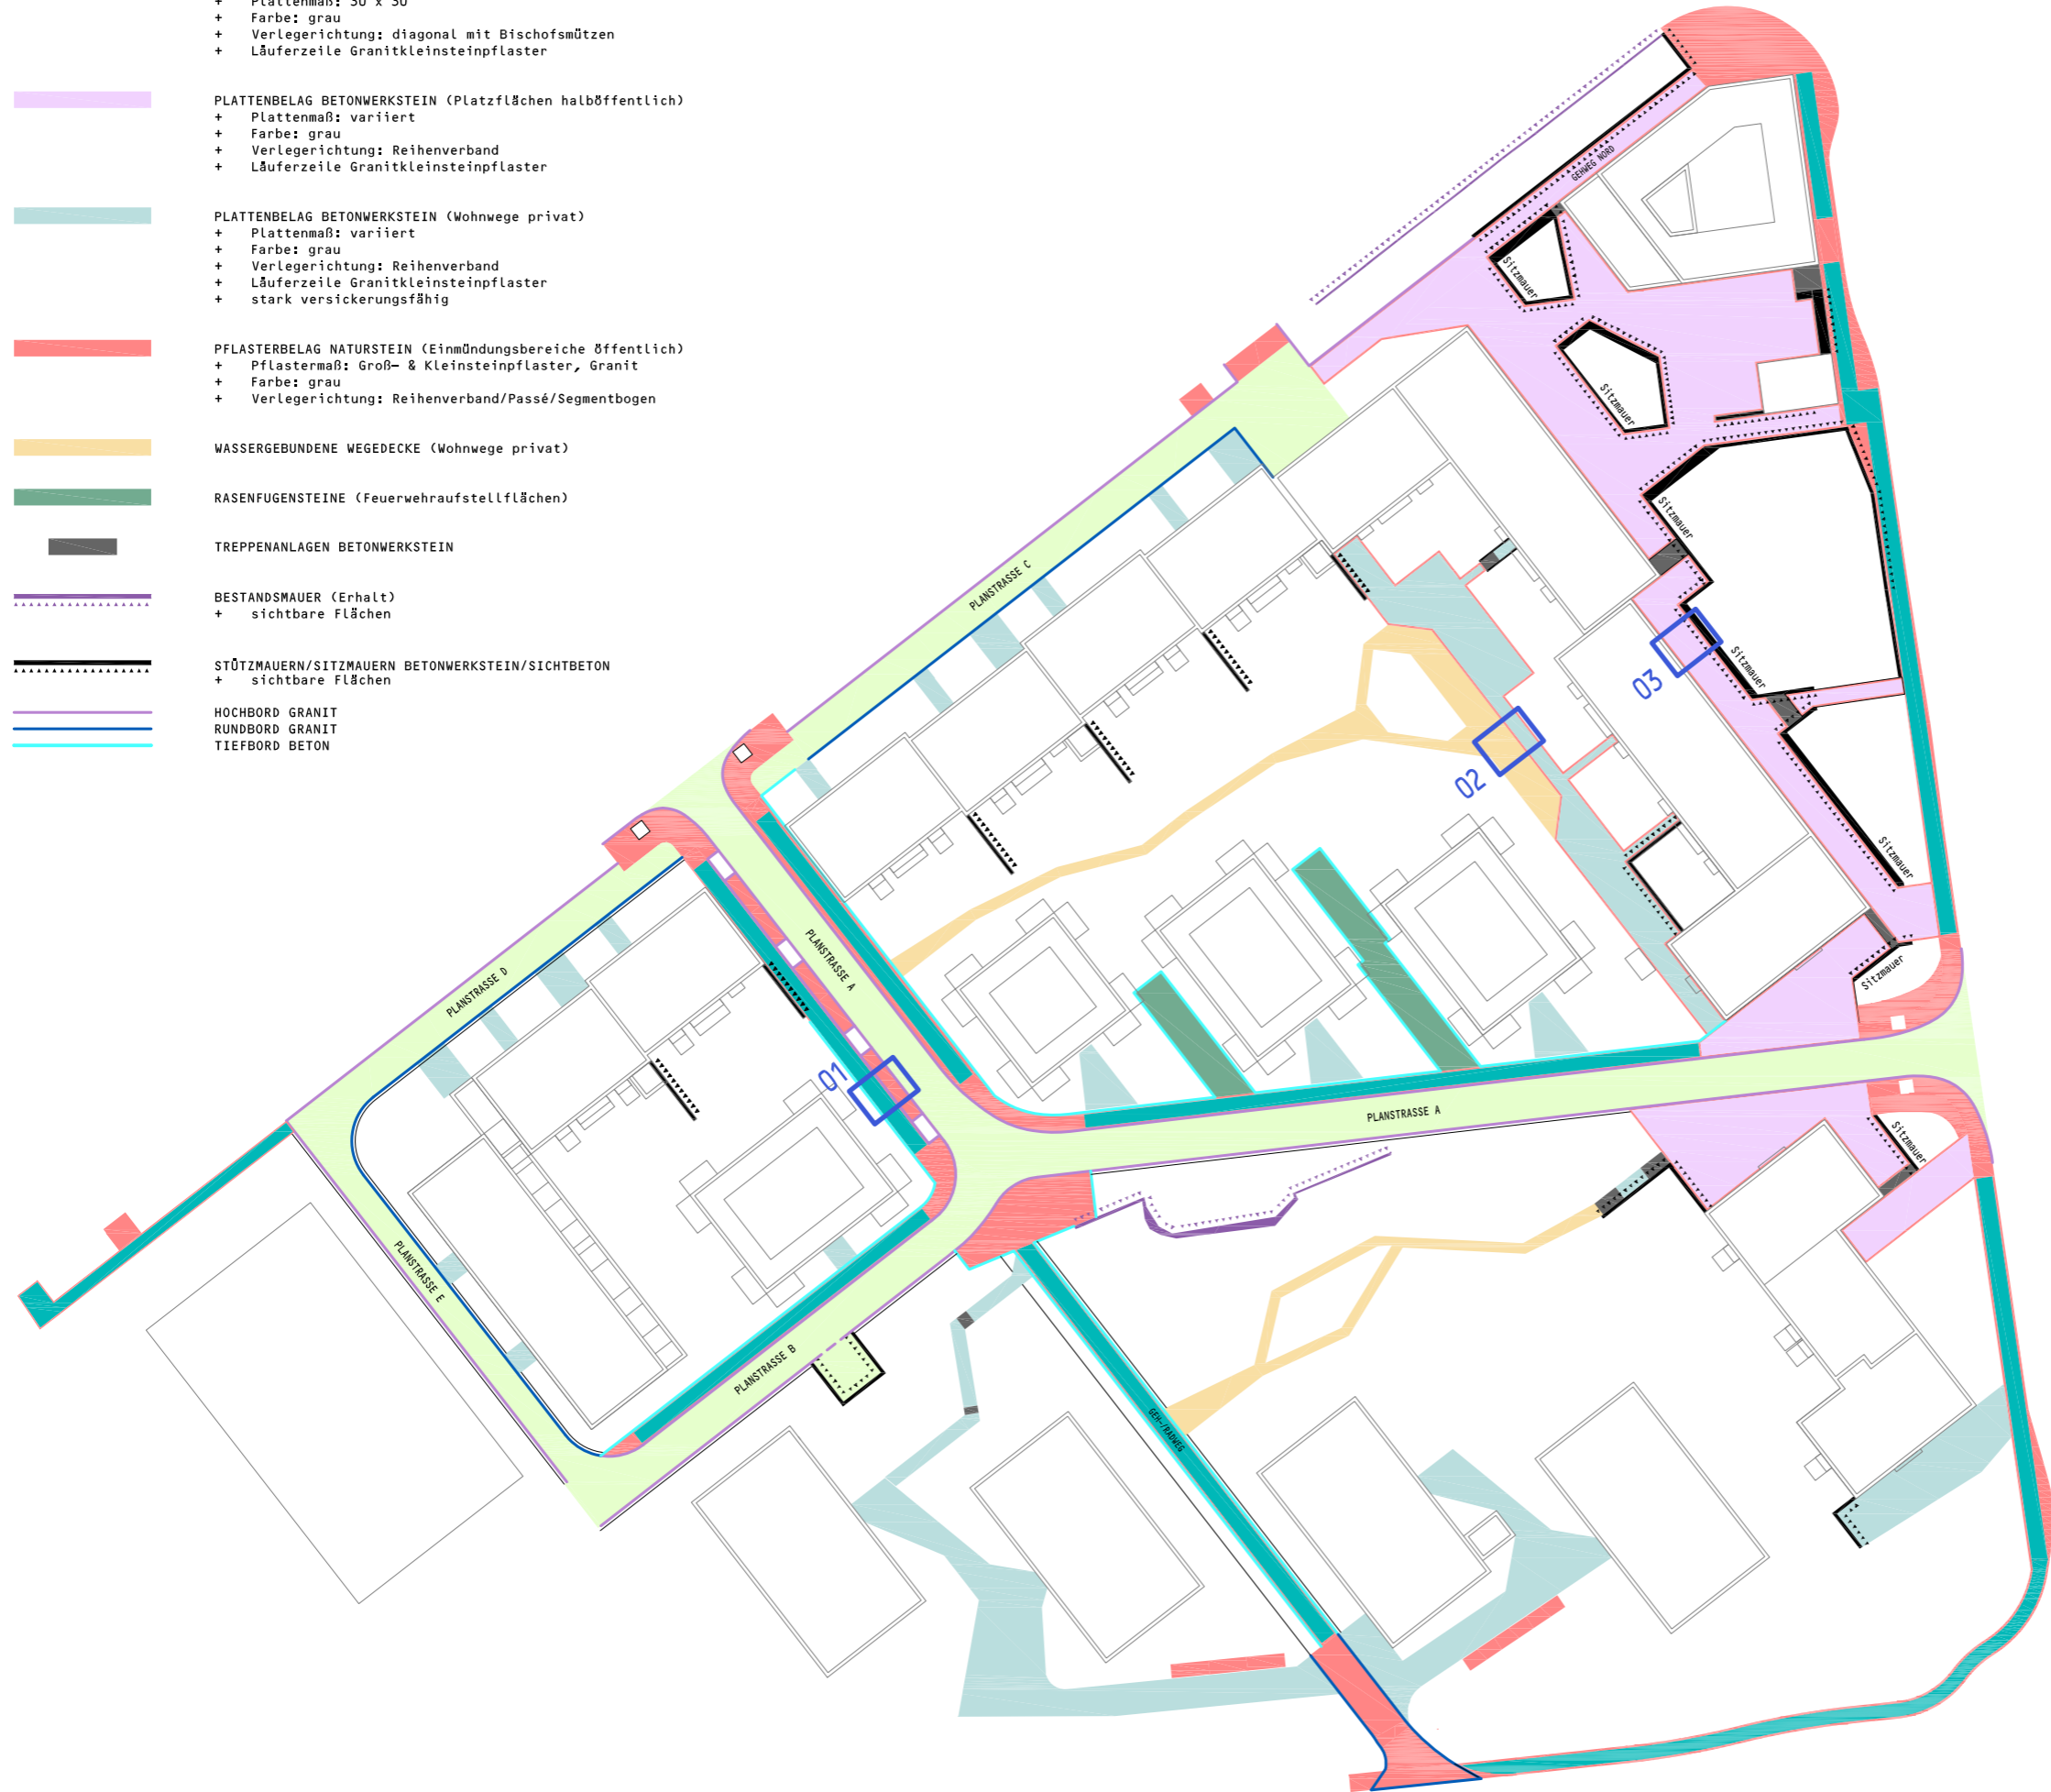 + Plattenmaß: 30 x 30
+ Farbe: grau
+ Verlegerichtung: diagonal mit Bischofsmützen
+ Läuferzeile Granitkleinsteinpflaster
PLATTENBELAG BETONWERKSTEIN (Platzflächen halböffentlich)
+ Plattenmaß: variiert
+ Farbe: grau
+ Verlegerichtung: Reihenverband
+ Läuferzeile Granitkleinsteinpflaster
PLATTENBELAG BETONWERKSTEIN (Wohnwege privat)
+ Plattenmaß: variiert
+ Farbe: grau
+ Verlegerichtung: Reihenverband
+ Läuferzeile Granitkleinsteinpflaster
+ stark versickerungsfähig
PFLASTERBELAG NATURSTEIN (Einmündungsbereiche öffentlich)
+ Pflastermaß: Groß- & Kleinsteinpflaster, Granit
+ Farbe: grau
+ Verlegerichtung: Reihenverband/Passé/Segmentbogen
WASSERGEBUNDENE WEGEDECKE (Wohnwege privat)
RASENFUGENSTEINE (Feuerwehraufstellflächen)
TREPPENANLAGEN BETONWERKSTEIN
BESTANDSMAUER (Erhalt)
+ sichtbare Flächen
STÜTZMAUERN/SITZMAUERN BETONWERKSTEIN/SICHTBETON
+ sichtbare Flächen
HOCHBORD GRANIT
RUNDBORD GRANIT
TIEFBORD BETON
GEHWEG NORD
Sitzmauer
Sitzmauer
Sitzmauer
PLANSTRASSE C
03
Sitzmauer
02
Sitzmauer
PLANSTRASSE D
PLANSTRASSE A
Sitzmauer
01
PLANSTRASSE A
Sitzmauer
PLANSTRASSE E
PLANSTRASSE B
GEH-/RADWEG